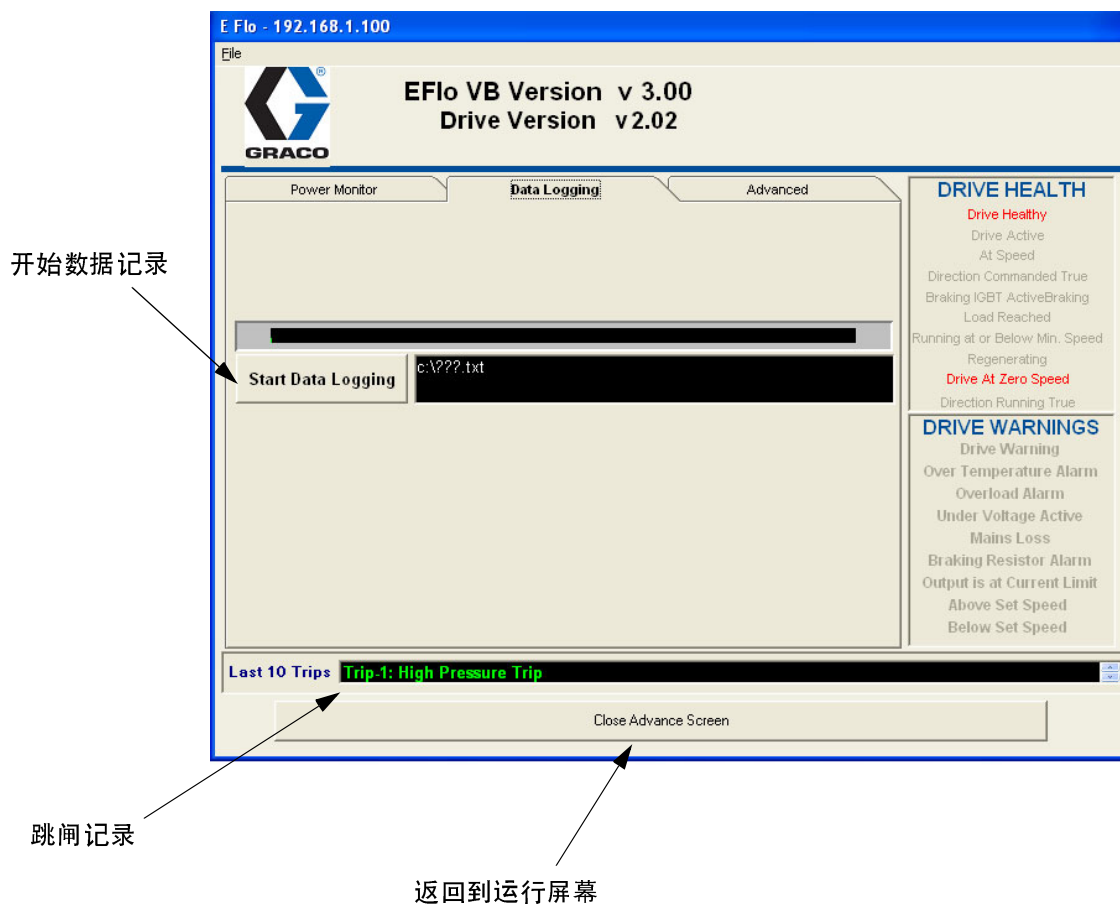 E Flo - 192.168.1.100
File
GRACO
®
EFlo VB Version v 3.00
Drive Version v2.02
Power Monitor
Data Logging
Advanced
开始数据记录
Start Data Logging
c:\???.txt
DRIVE HEALTH
Drive Healthy
Drive Active
At Speed
Direction Commanded True
Braking IGBT ActiveBraking
Load Reached
Running at or Below Min. Speed
Regenerating
Drive At Zero Speed
Direction Running True
DRIVE WARNINGS
Drive Warning
Over Temperature Alarm
Overload Alarm
Under Voltage Active
Mains Loss
Braking Resistor Alarm
Output is at Current Limit
Above Set Speed
Below Set Speed
Last 10 Trips
Trip-1: High Pressure Trip
Close Advance Screen
跳闸记录
返回到运行屏幕